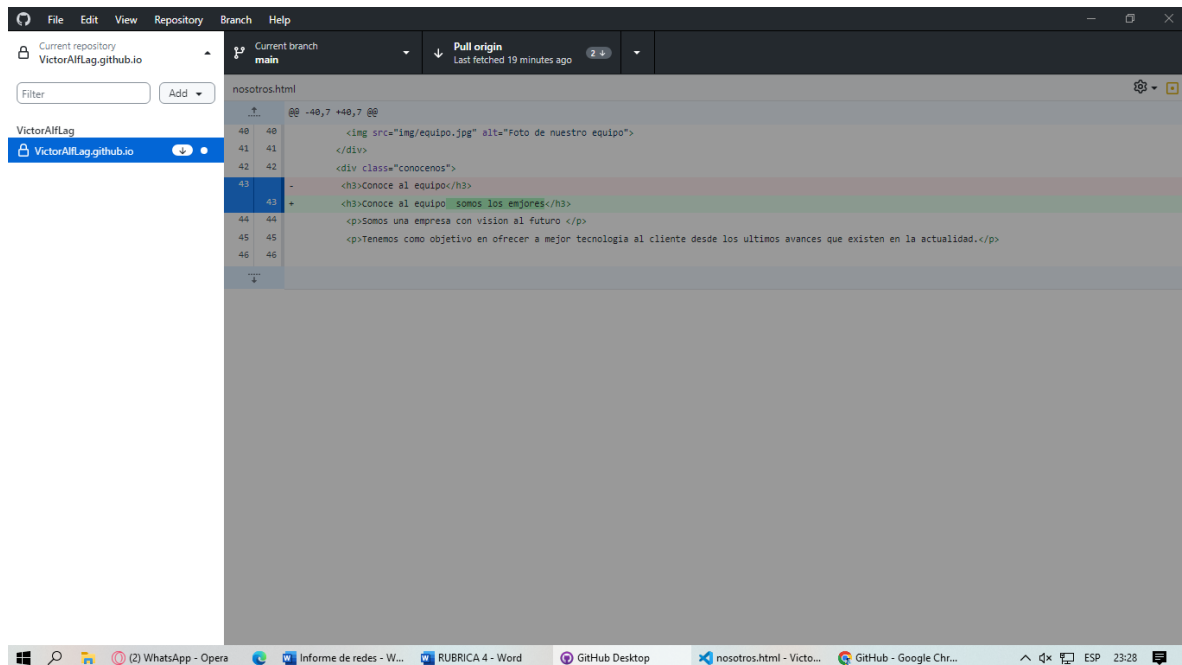 File Edit View Repository Branch Help
Current repository
VictorAlfLag.github.io
Current branch
main
Pull origin
Last fetched 19 minutes ago
2
Filter
Add
VictorAlfLag
VictorAlfLag.github.io
nosotros.html
@@ -40,7 +40,7 @@
40 40 <img src="img/equipo.jpg" alt="Foto de nuestro equipo">
41 41 </div>
42 42 <div class="conocenos">
43 - <h3>Conoce al equipo</h3>
43 + <h3>Conoce al equipo somos los emjores</h3>
44 44 <p>Somos una empresa con vision al futuro </p>
45 45 <p>Tenemos como objetivo en ofrecer a mejor tecnologia al cliente desde los ultimos avances que existen en la actualidad.</p>
46 46
(2) WhatsApp - Opera
Informe de redes - W...
RUBRICA 4 - Word
GitHub Desktop
nosotros.html - Victo...
GitHub - Google Chr...
ESP
23:28